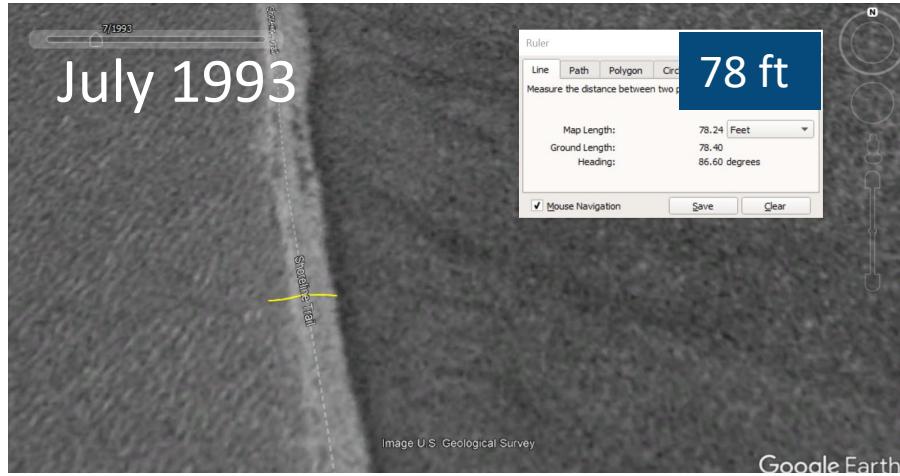 7/1993
July 1993
N
Ruler
Line Path Polygon Circ
Measure the distance between two p
78 ft
Map Length: 78.24 Feet
Ground Length: 78.40
Heading: 86.60 degrees
Mouse Navigation Save Clear
Shoreline Trail
Image U.S. Geological Survey
Google Earth